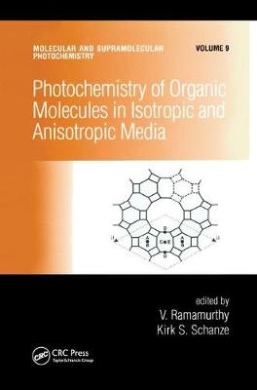 MOLECULAR AND SUPRAMOLECULAR
PHOTOCHEMISTRY
VOLUME 9
Photochemistry of Organic
Molecules in Isotropic and
Anisotropic Media
edited by
V. Ramamurthy
Kirk S. Schanze
CRC
CRC Press
Taylor & Francis Group